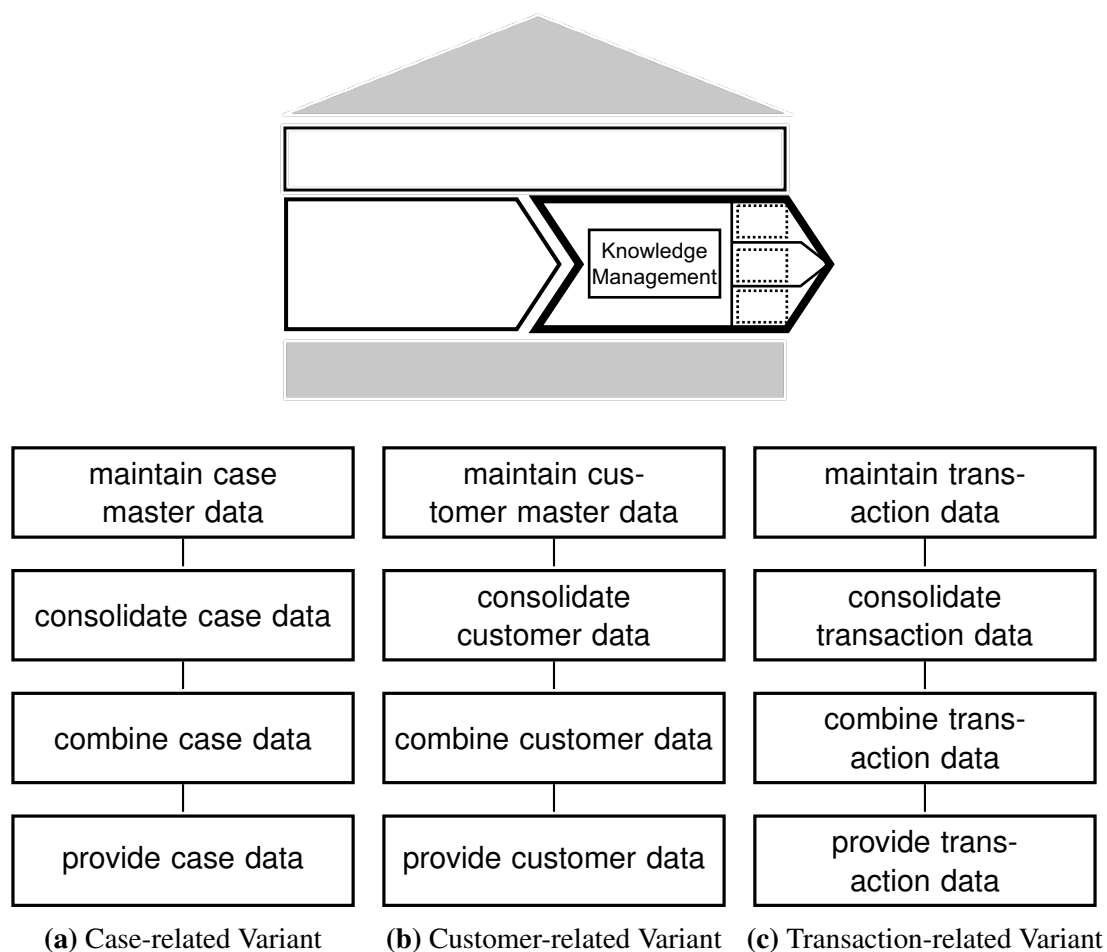 Knowledge
Management
maintain case
master data
consolidate case data
combine case data
provide case data
(a) Case-related Variant
maintain cus-
tomer master data
consolidate
customer data
combine customer data
provide customer data
(b) Customer-related Variant
maintain trans-
action data
consolidate
transaction data
combine trans-
action data
provide trans-
action data
(c) Transaction-related Variant